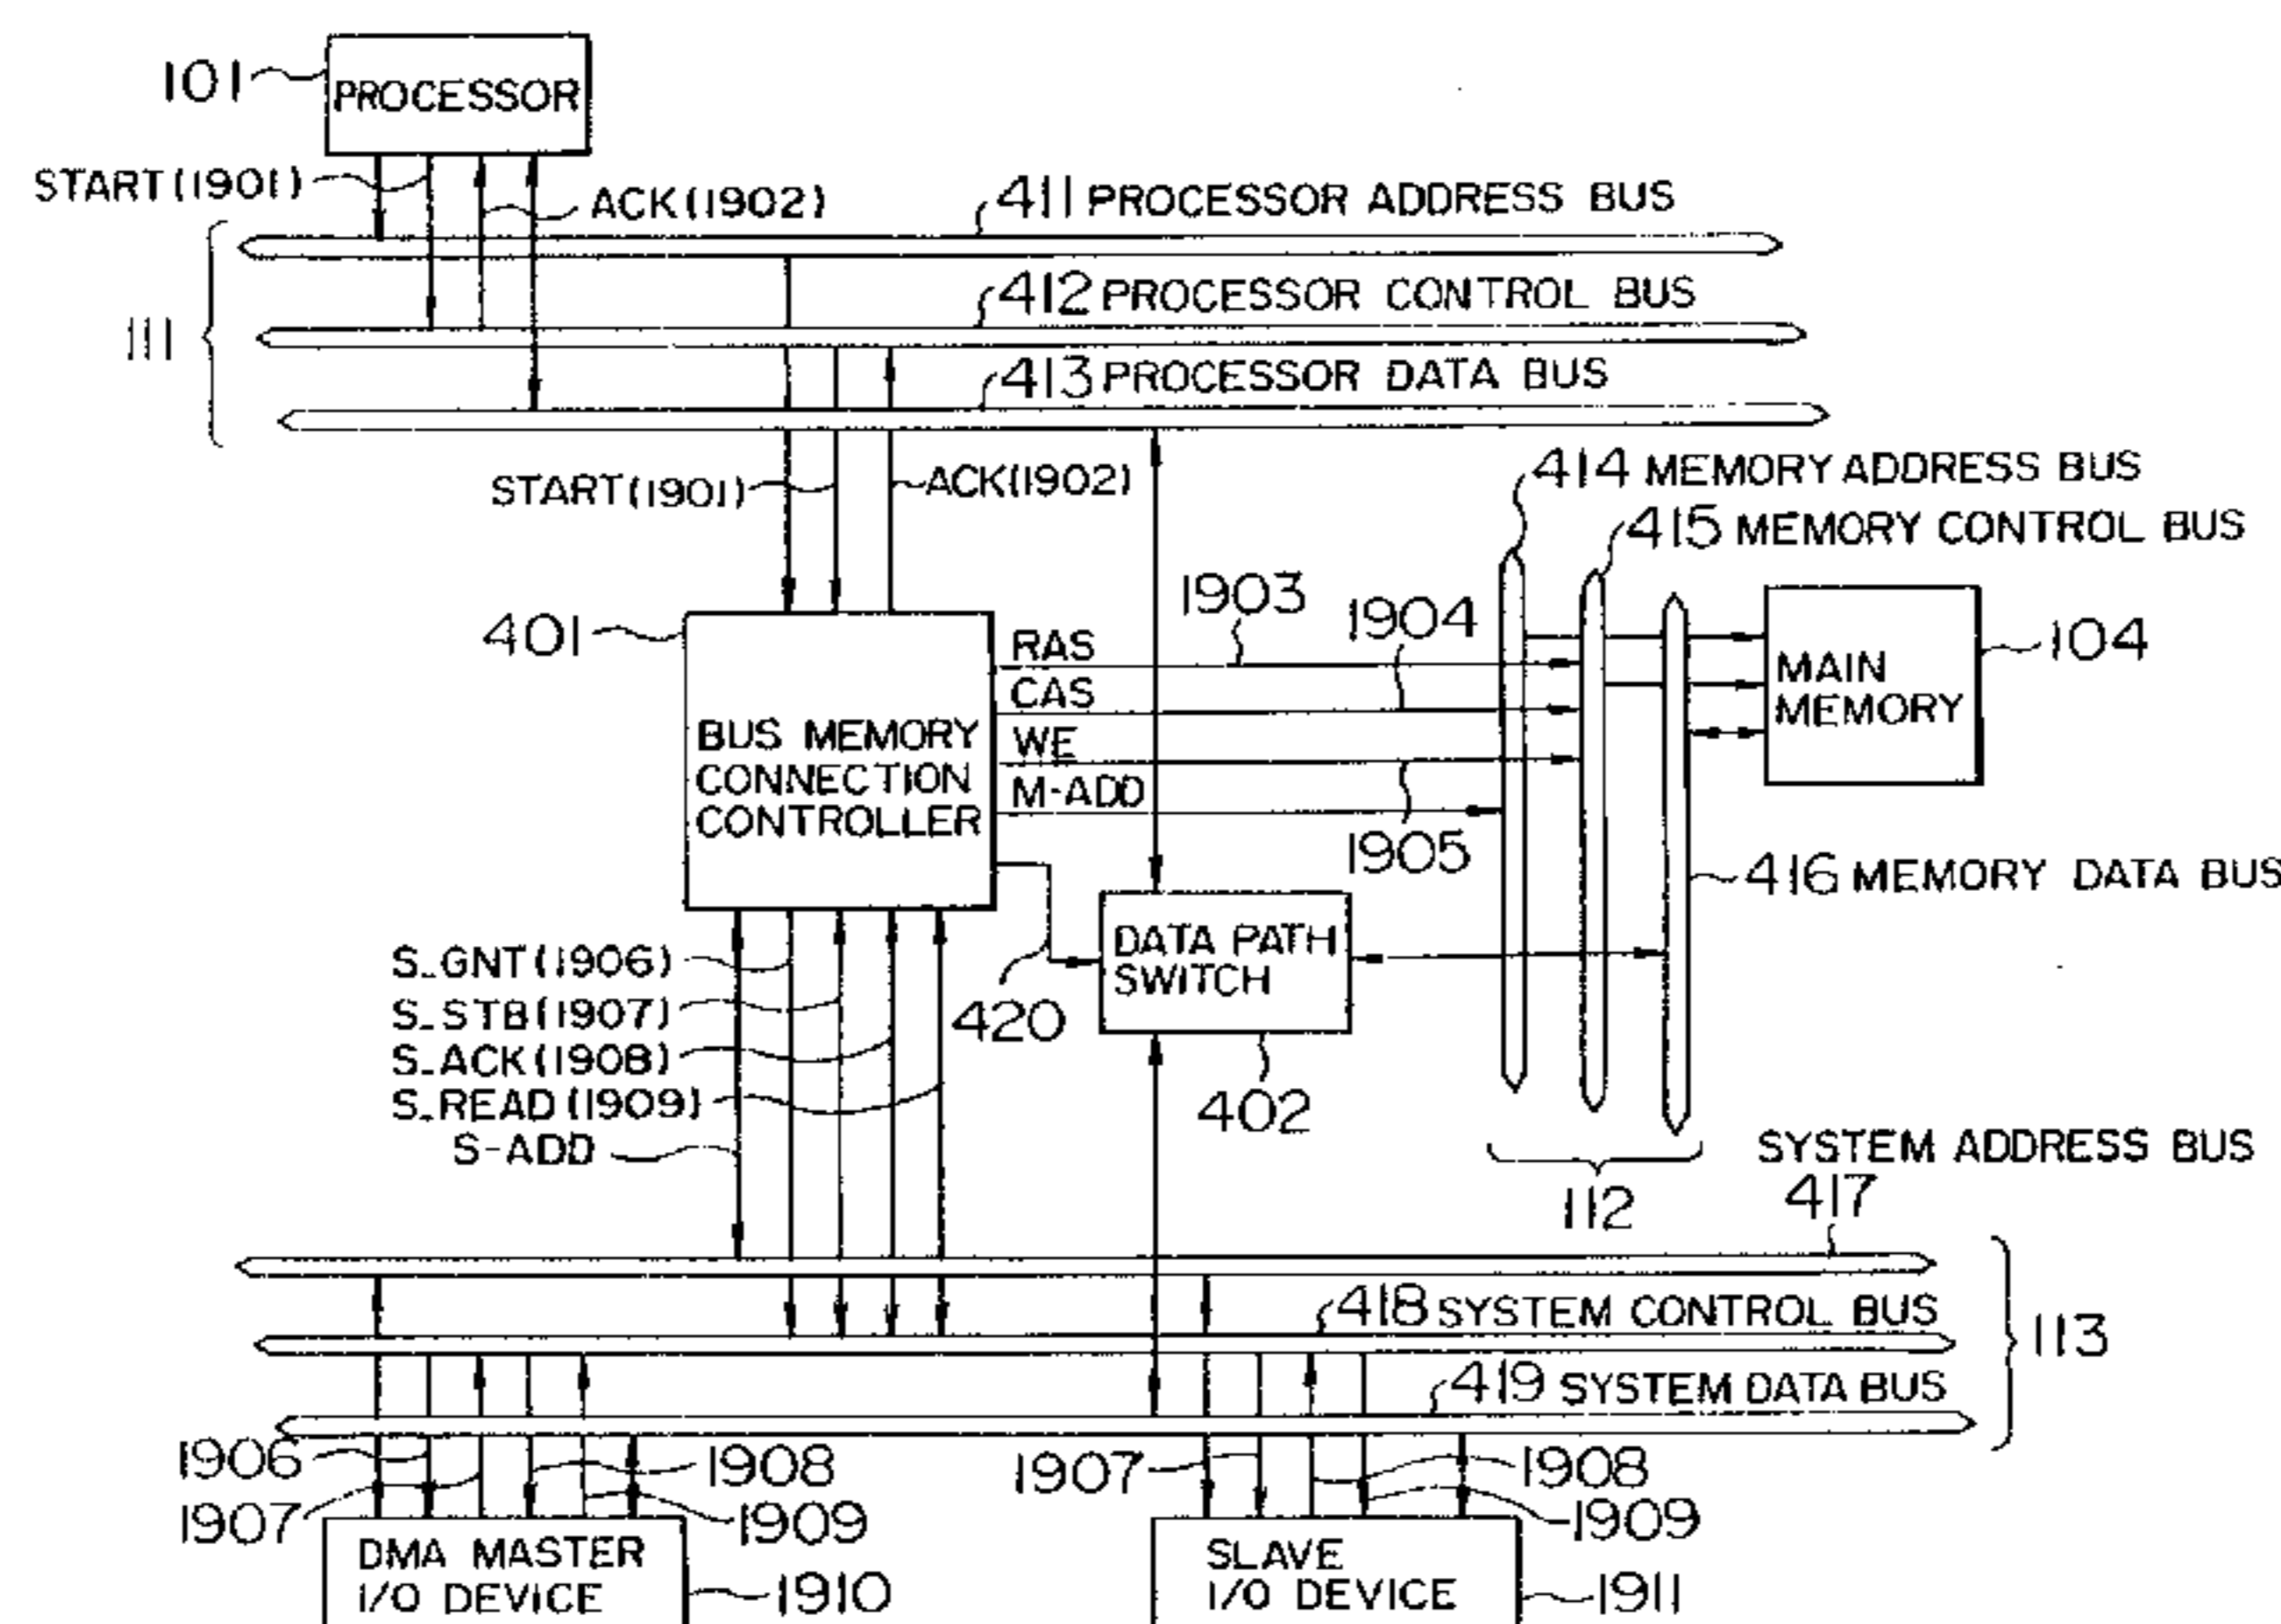 101
PROCESSOR
START(1901)
ACK(1902)
411 PROCESSOR ADDRESS BUS
412 PROCESSOR CONTROL BUS
111
413 PROCESSOR DATA BUS
START(1901)
ACK(1902)
414 MEMORY ADDRESS BUS
415 MEMORY CONTROL BUS
401
1903
1904
RAS
CAS
WE
M-ADD
BUS MEMORY
CONNECTION
CONTROLLER
MAIN
MEMORY
104
1905
416 MEMORY DATA BUS
DATA PATH
SWITCH
S_GNT(1906)
S_STB(1907)
S_ACK(1908)
S_READ(1909)
S-ADD
420
402
112
SYSTEM ADDRESS BUS
417
418 SYSTEM CONTROL BUS
113
419 SYSTEM DATA BUS
1906
1908
1907
1908
1907
1909
1909
DMA MASTER
I/O DEVICE
1910
SLAVE
I/O DEVICE
1911